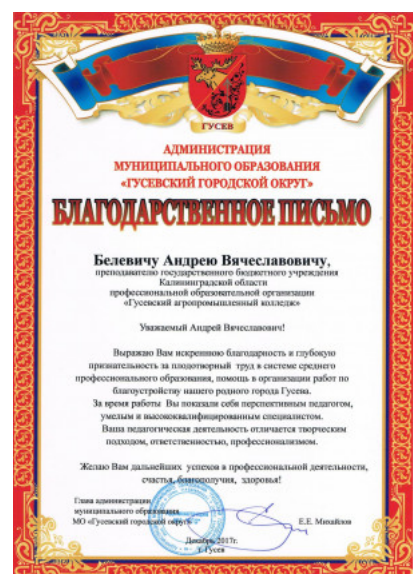 ГУСЕВ
АДМИНИСТРАЦИЯ
МУНИЦИПАЛЬНОГО ОБРАЗОВАНИЯ
«ГУСЕВСКИЙ ГОРОДСКОЙ ОКРУГ»
БЛАГОДАРСТВЕННОЕ ПИСЬМО
Белевичу Андрею Вячеславовичу,
преподавателю государственного бюджетного учреждения
Калининградской области
профессиональной образовательной организации
«Гусевский агропромышленный колледж»
Уважаемый Андрей Вячеславович!
Выражаю Вам искреннюю благодарность и глубокую
признательность за плодотворный труд в системе среднего
профессионального образования, помощь в организации работ по
благоустройству нашего родного города Гусева.
За время работы Вы показали себя перспективным педагогом,
умелым и высококвалифицированным специалистом.
Ваша педагогическая деятельность отличается творческим
подходом, ответственностью, профессионализмом.
Желаю Вам дальнейших успехов в профессиональной деятельности,
счастья, благополучия, здоровья!
Глава администрации
муниципального образования
МО «Гусевский городской округ» Е.Е. Михайлов
Декабрь 2017г.
г. Гусев